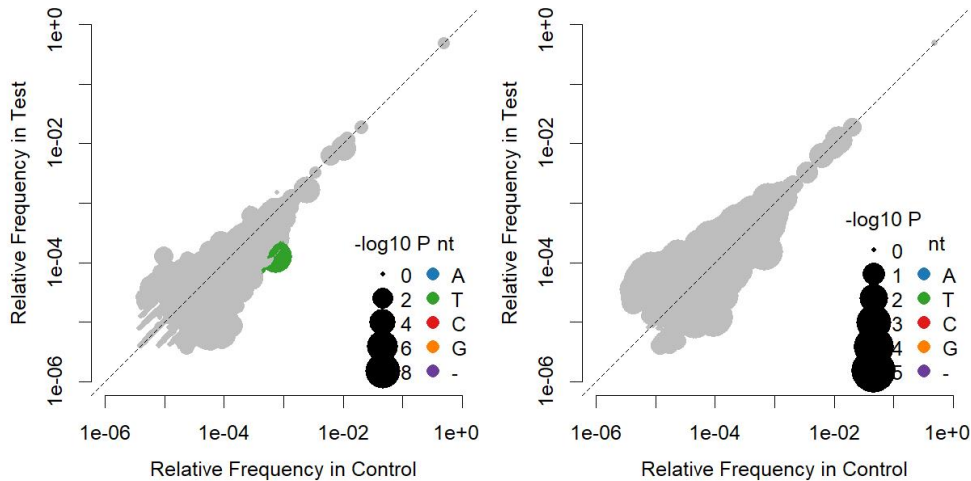 Relative Frequency in Test
1e+0
1e-02
1e-04
1e-06
-log10 P nt
0 A
2 T
4 C
6 G
8 -
1e-06 1e-04 1e-02 1e+0
Relative Frequency in Control
Relative Frequency in Test
1e+0
1e-02
1e-04
1e-06
-log10 P
nt
0 A
1 T
2 C
3 G
4 -
5
1e-06 1e-04 1e-02 1e+0
Relative Frequency in Control